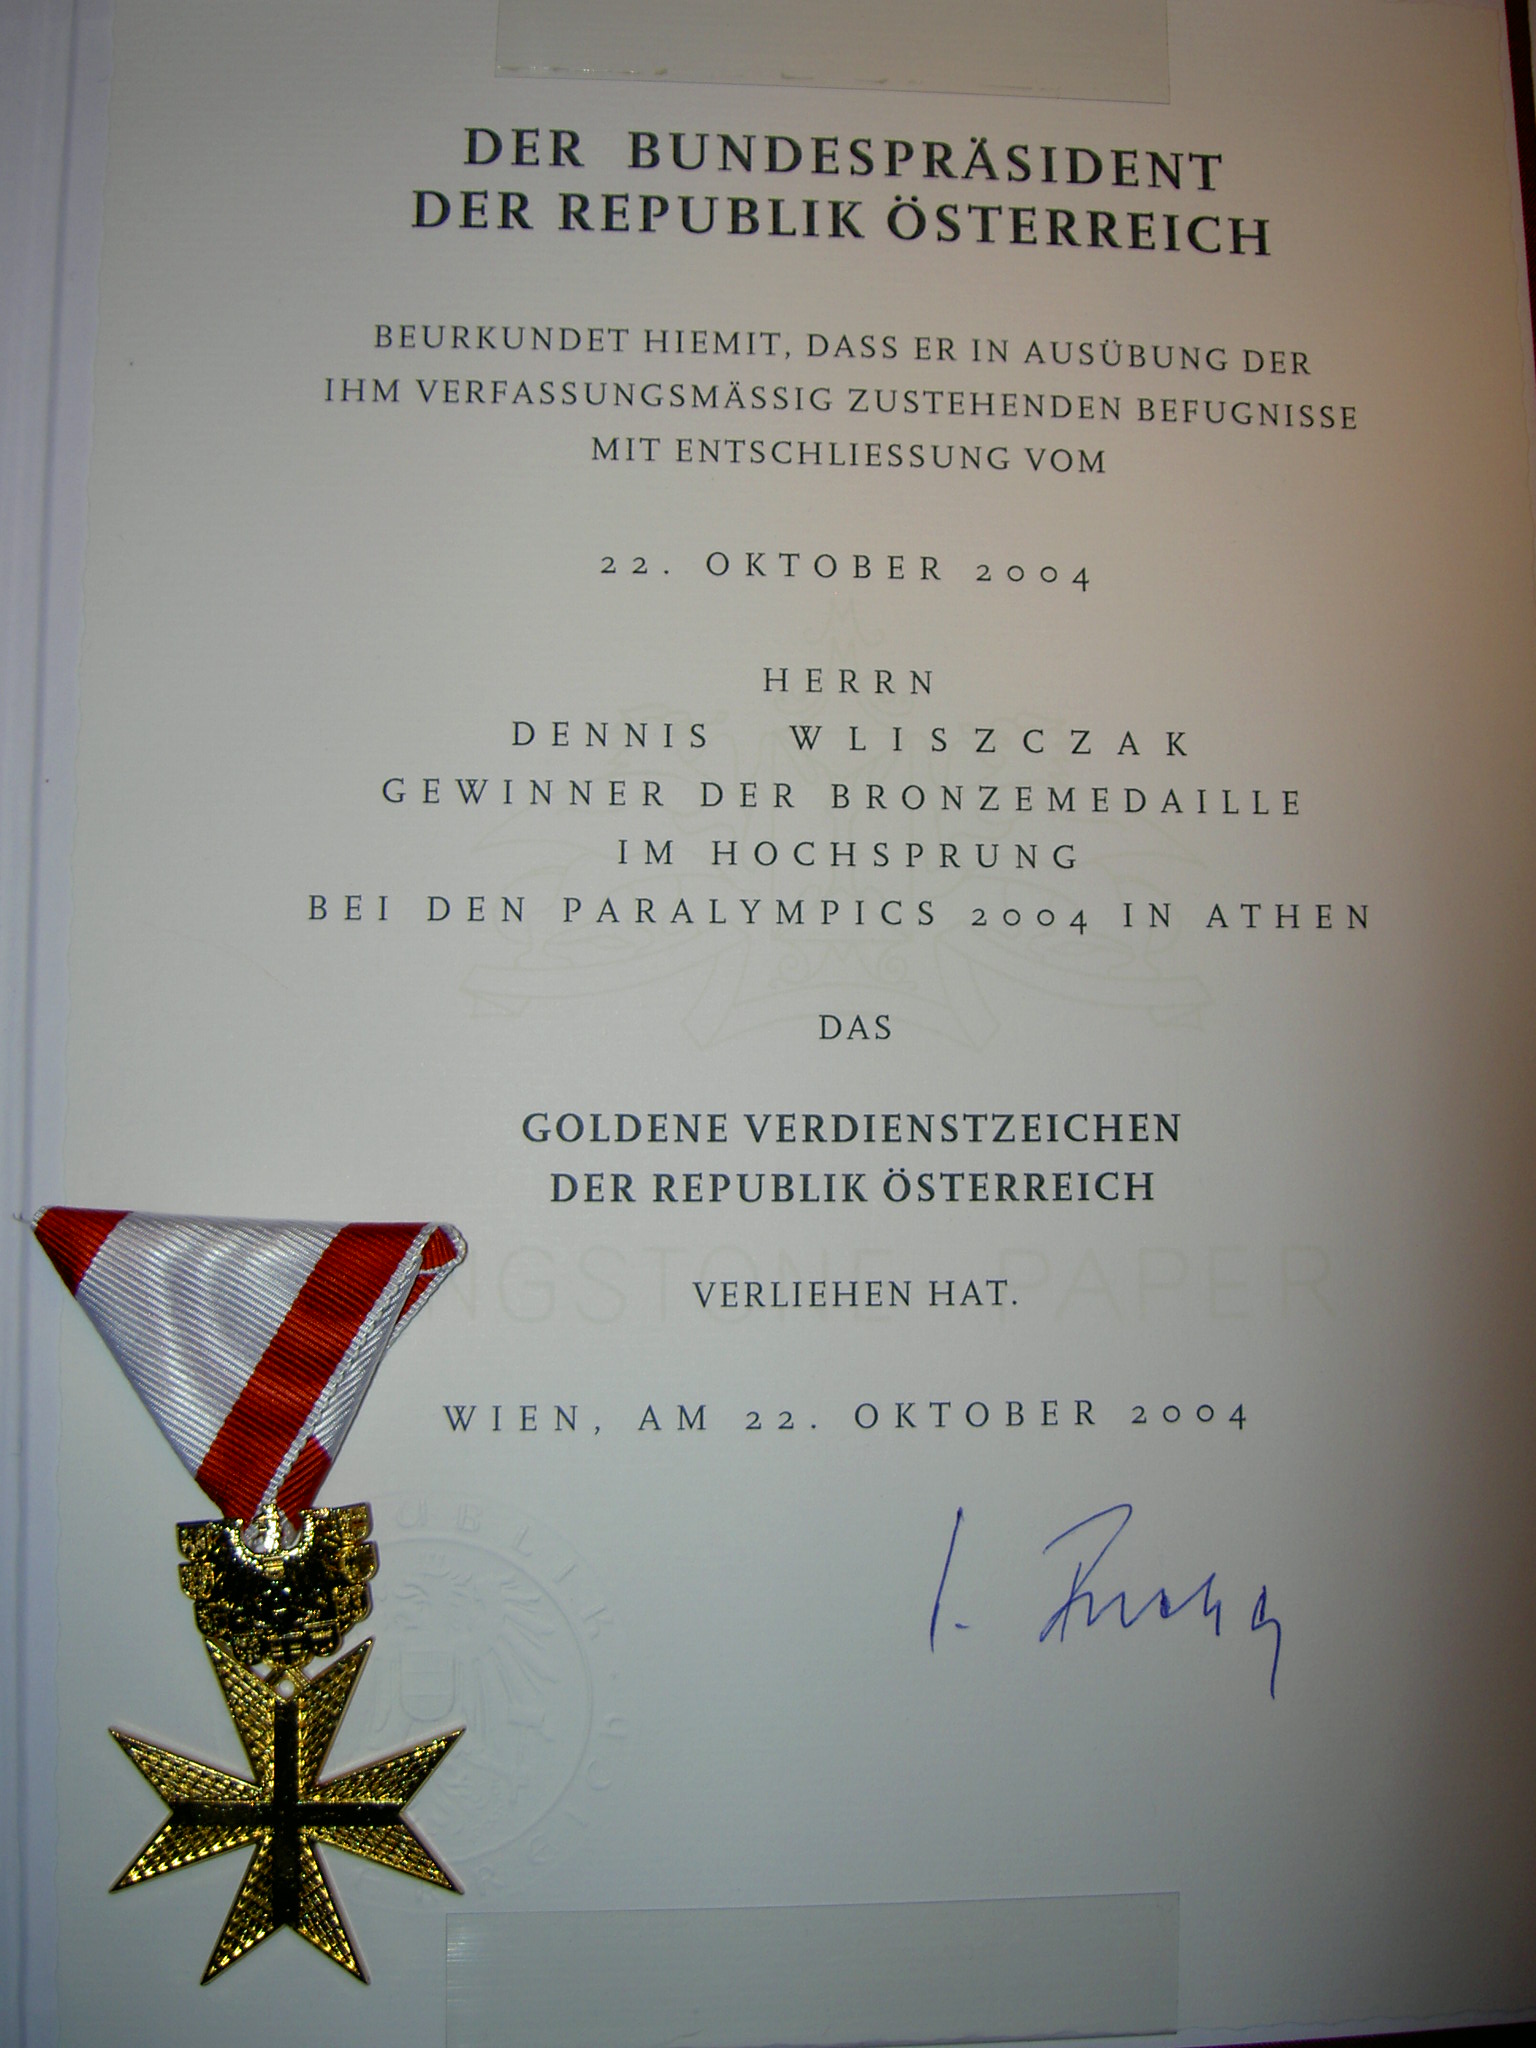 DER BUNDESPRÄSIDENT
DER REPUBLIK ÖSTERREICH
BEURKUNDET HIEMIT, DASS ER IN AUSÜBUNG DER
IHM VERFASSUNGSMÄSSIG ZUSTEHENDEN BEFUGNISSE
MIT ENTSCHLIESSUNG VOM
22. OKTOBER 2004
HERRN
DENNIS WLISZCZAK
GEWINNER DER BRONZEMEDAILLE
IM HOCHSPRUNG
BEI DEN PARALYMPICS 2004 IN ATHEN
DAS
GOLDENE VERDIENSTZEICHEN
DER REPUBLIK ÖSTERREICH
PAPER
VERLIEHEN HAT.
WIEN, AM 22. OKTOBER 2004